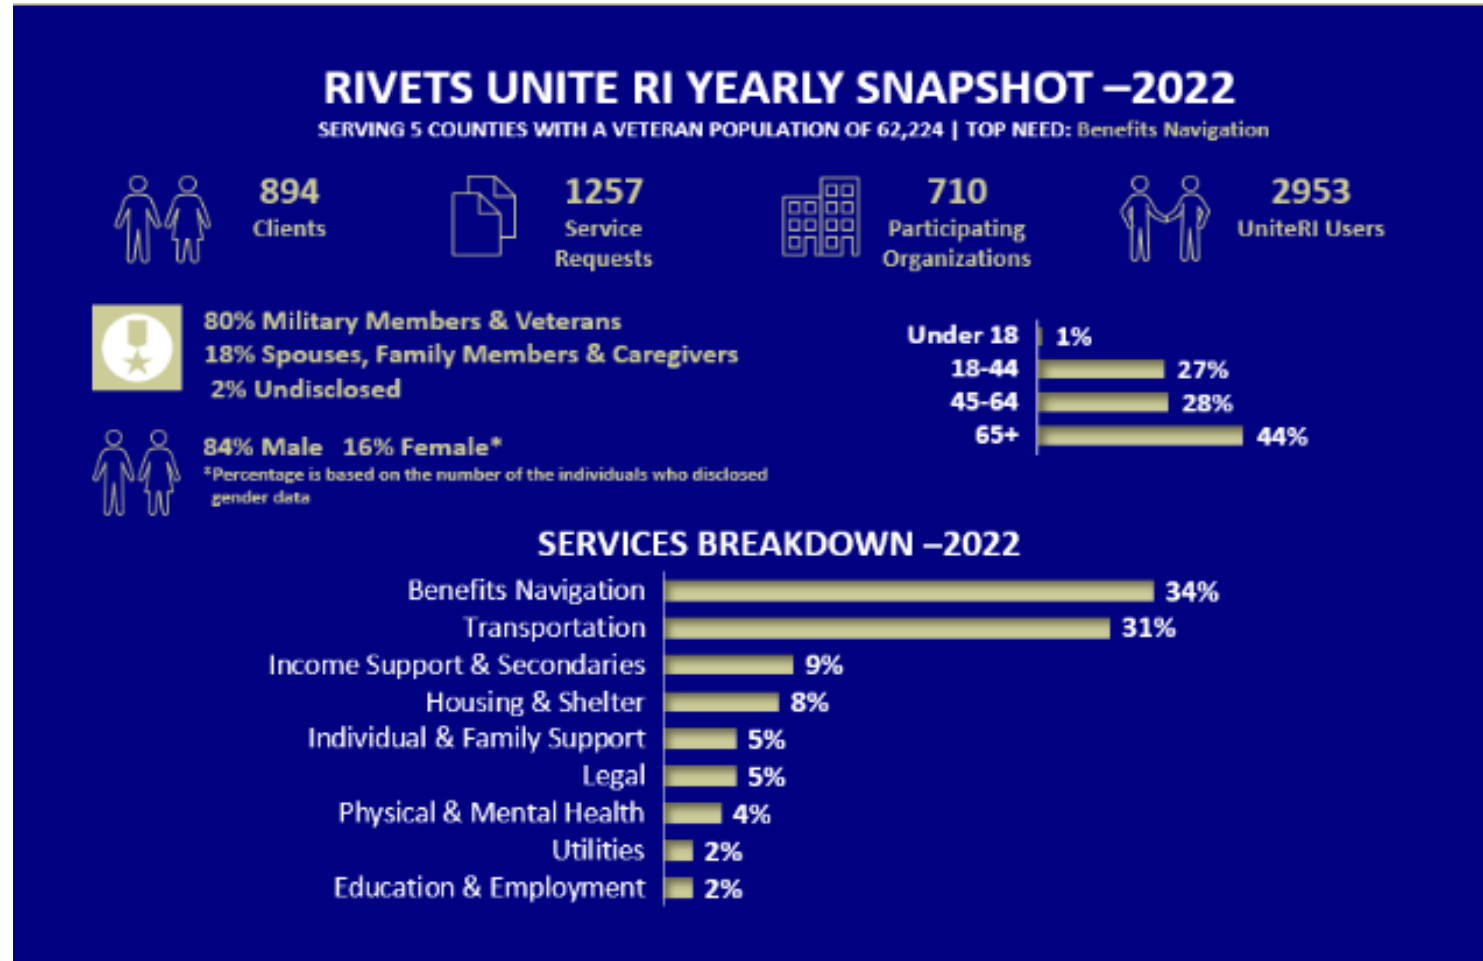 RIVETS UNITE RI YEARLY SNAPSHOT –2022
SERVING 5 COUNTIES WITH A VETERAN POPULATION OF 62,224 | TOP NEED: Benefits Navigation
894
Clients
1257
Service
Requests
710
Participating
Organizations
2953
UniteRI Users
80% Military Members & Veterans
18% Spouses, Family Members & Caregivers
2% Undisclosed
84% Male 16% Female*
*Percentage is based on the number of the individuals who disclosed
gender data
Under 18 1%
18-44 27%
45-64 28%
65+ 44%
SERVICES BREAKDOWN –2022
Benefits Navigation 34%
Transportation 31%
Income Support & Secondaries 9%
Housing & Shelter 8%
Individual & Family Support 5%
Legal 5%
Physical & Mental Health 4%
Utilities 2%
Education & Employment 2%